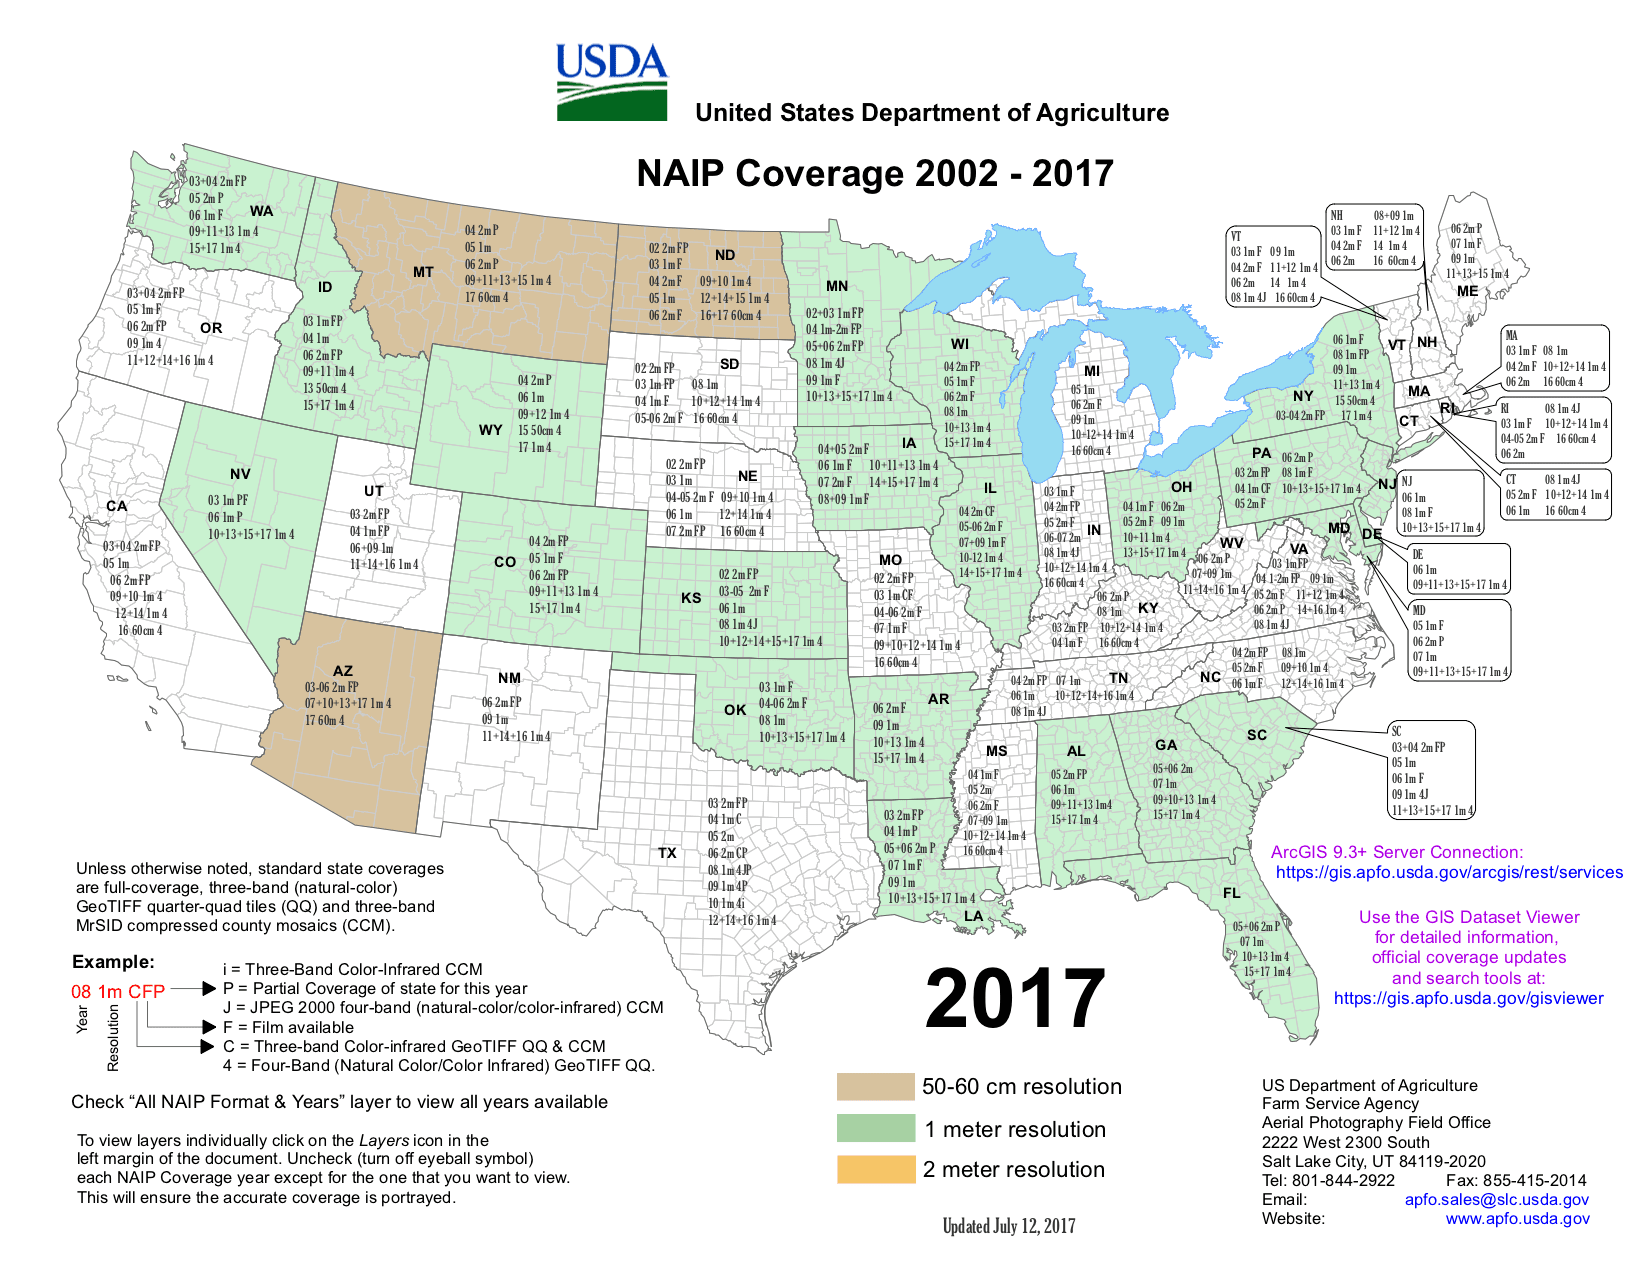 USDA
United States Department of Agriculture
NAIP Coverage 2002 - 2017
WA
03+04 2m FP
05 2m P
06 1m F
09+11+13 1m 4
15+17 1m 4
OR
03+04 2m FP
05 1m F
06 2m FP
09 1m 4
11+12+14+16 1m 4
ID
03 1m FP
04 1m
06 2m FP
09+11 1m 4
13 50cm 4
15+17 1m 4
MT
04 2m P
05 1m
06 2m P
09+11+13+15 1m 4
17 60cm 4
ND
02 2m FP
03 1m F
04 2m F 09+10 1m 4
05 1m 12+14+15 1m 4
06 2m F 16+17 60cm 4
SD
02 2m FP
03 1m FP 08 1m
04 1m F 10+12+14 1m 4
05-06 2m F 16 60cm 4
WY
04 2m P
06 1m
09+12 1m 4
15 50cm 4
17 1m 4
NE
02 2m FP
03 1m
04-05 2m F 09+10 1m 4
06 1m 12+14 1m 4
07 2m FP 16 60cm 4
NV
03 1m PF
06 1m P
10+13+15+17 1m 4
UT
03 2m FP
04 1m FP
06+09 1m
11+14+16 1m 4
CA
03+04 2m FP
05 1m
06 2m FP
09+10 1m 4
12+14 1m 4
16 60cm 4
CO
04 2m FP
05 1m F
06 2m FP
09+11+13 1m 4
15+17 1m 4
KS
02 2m FP
03-05 2m F
06 1m
08 1m 4J
10+12+14+15+17 1m 4
AZ
03-06 2m FP
07+10+13+17 1m 4
17 60m 4
NM
06 2m FP
09 1m
11+14+16 1m 4
OK
03 1m F
04-06 2m F
08 1m
10+13+15+17 1m 4
TX
03 2m FP
04 1m C
05 2m
06 2m CP
08 1m 4JP
09 1m 4P
10 1m 4i
12+14+16 1m 4
MN
02+03 1m FP
04 1m-2m FP
05+06 2m FP
08 1m 4J
09 1m F
10+13+15+17 1m 4
IA
04+05 2m F
06 1m F 10+11+13 1m 4
07 2m F 14+15+17 1m 4
08+09 1m F
MO
02 2m FP
03 1m CF
04-06 2m F
07 1m F
09+10+12+14 1m 4
16 60cm 4
AR
06 2m F
09 1m
10+13 1m 4
15+17 1m 4
LA
03 2m FP
04 1m P
05+06 2m P
07 1m F
09 1m
10+13+15+17 1m 4
WI
04 2m FP
05 1m F
06 2m F
08 1m
10+13 1m 4
15+17 1m 4
IL
04 2m CF
05-06 2m F
07+09 1m F
10-12 1m 4
14+15+17 1m 4
MI
05 1m
06 2m F
09 1m
10+12+14 1m 4
16 60cm 4
IN
03 1m F
04 2m FP
05 2m F
06-07 2m
08 1m 4J
10+12+14 1m 4
16 60cm 4
OH
04 1m F 06 2m
05 2m F 09 1m
10+11 1m 4
13+15+17 1m 4
KY
06 2m P
08 1m
03 2m FP 10+12+14 1m 4
04 1m F 16 60cm 4
TN
04 2m FP 07 1m
06 1m 10+12+14+16 1m 4
08 1m 4J
MS
04 1m F
05 2m
06 2m F
07+09 1m
10+12+14 1m 4
16 60cm 4
AL
05 2m FP
06 1m
09+11+13 1m4
15+17 1m 4
GA
05+06 2m
07 1m
09+10+13 1m 4
15+17 1m 4
FL
05+06 2m P
07 1m
10+13 1m 4
15+17 1m4
SC
SC
03+04 2m FP
05 1m
06 1m F
09 1m 4J
11+13+15+17 1m 4
NC
04 2m FP 08 1m
05 2m F 09+10 1m 4
06 1m F 12+14+16 1m 4
VA
03 1m FP
04 1-2m FP 09 1m
05 2m F 11+12 1m 4
06 2m P 14+16 1m 4
08 1m 4J
WV
06 2m P
07+09 1m
11+14+16 1m 4
PA
06 2m P
03 2m FP 08 1m F
04 1m CF 10+13+15+17 1m 4
05 2m F
NY
06 1m F
08 1m FP
09 1m
11+13 1m 4
15 50cm 4
03-04 2m FP 17 1m 4
VT
VT
03 1m F 09 1m
04 2m F 11+12 1m 4
06 2m 14 1m 4
08 1m 4J 16 60cm 4
NH
NH 08+09 1m
03 1m F 11+12 1m 4
04 2m F 14 1m 4
06 2m 16 60cm 4
ME
06 2m P
07 1m F
09 1m
11+13+15 1m 4
MA
MA
03 1m F 08 1m
04 2m F 10+12+14 1m 4
06 2m 16 60cm 4
RI
RI 08 1m 4J
03 1m F 10+12+14 1m 4
04-05 2m F 16 60cm 4
06 2m
CT
CT 08 1m 4J
05 2m F 10+12+14 1m 4
06 1m 16 60cm 4
NJ
NJ
06 1m
08 1m F
10+13+15+17 1m 4
DE
DE
06 1m
09+11+13+15+17 1m 4
MD
MD
05 1m F
06 2m P
07 1m
09+11+13+15+17 1m 4
ArcGIS 9.3+ Server Connection:
https://gis.apfo.usda.gov/arcgis/rest/services
Use the GIS Dataset Viewer
for detailed information,
official coverage updates
and search tools at:
https://gis.apfo.usda.gov/gisviewer
Unless otherwise noted, standard state coverages
are full-coverage, three-band (natural-color)
GeoTIFF quarter-quad tiles (QQ) and three-band
MrSID compressed county mosaics (CCM).
Example:
08 1m CFP
Year
Resolution
i = Three-Band Color-Infrared CCM
P = Partial Coverage of state for this year
J = JPEG 2000 four-band (natural-color/color-infrared) CCM
F = Film available
C = Three-band Color-infrared GeoTIFF QQ & CCM
4 = Four-Band (Natural Color/Color Infrared) GeoTIFF QQ.
Check “All NAIP Format & Years” layer to view all years available
To view layers individually click on the Layers icon in the
left margin of the document. Uncheck (turn off eyeball symbol)
each NAIP Coverage year except for the one that you want to view.
This will ensure the accurate coverage is portrayed.
2017
50-60 cm resolution
1 meter resolution
2 meter resolution
Updated July 12, 2017
US Department of Agriculture
Farm Service Agency
Aerial Photography Field Office
2222 West 2300 South
Salt Lake City, UT 84119-2020
Tel: 801-844-2922 Fax: 855-415-2014
Email: apfo.sales@slc.usda.gov
Website: www.apfo.usda.gov